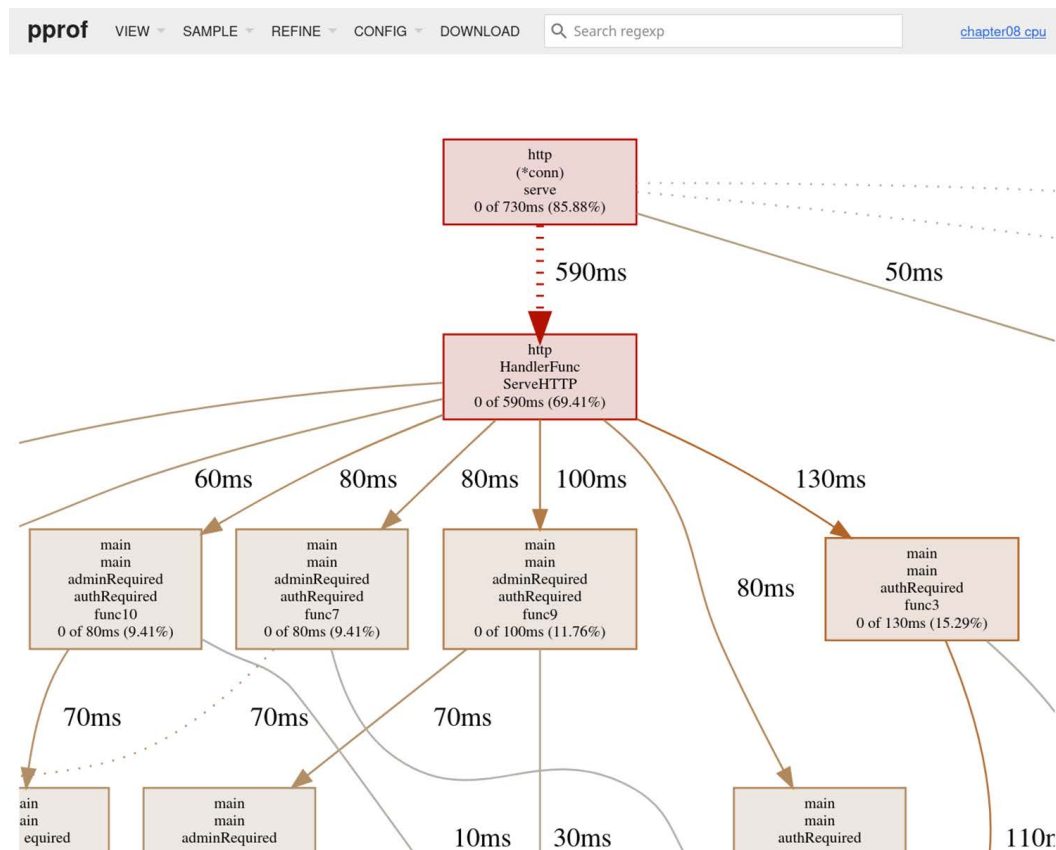 pprof VIEW SAMPLE REFINE CONFIG DOWNLOAD Search regexp chapter08 cpu
http
(*conn)
serve
0 of 730ms (85.88%)
590ms
50ms
http
HandlerFunc
ServeHTTP
0 of 590ms (69.41%)
60ms
80ms
80ms
100ms
130ms
main
main
adminRequired
authRequired
func10
0 of 80ms (9.41%)
main
main
adminRequired
authRequired
func7
0 of 80ms (9.41%)
main
main
adminRequired
authRequired
func9
0 of 100ms (11.76%)
80ms
main
main
authRequired
func3
0 of 130ms (15.29%)
70ms
70ms
70ms
ain
ain
equired
main
main
adminRequired
10ms
30ms
main
main
authRequired
110